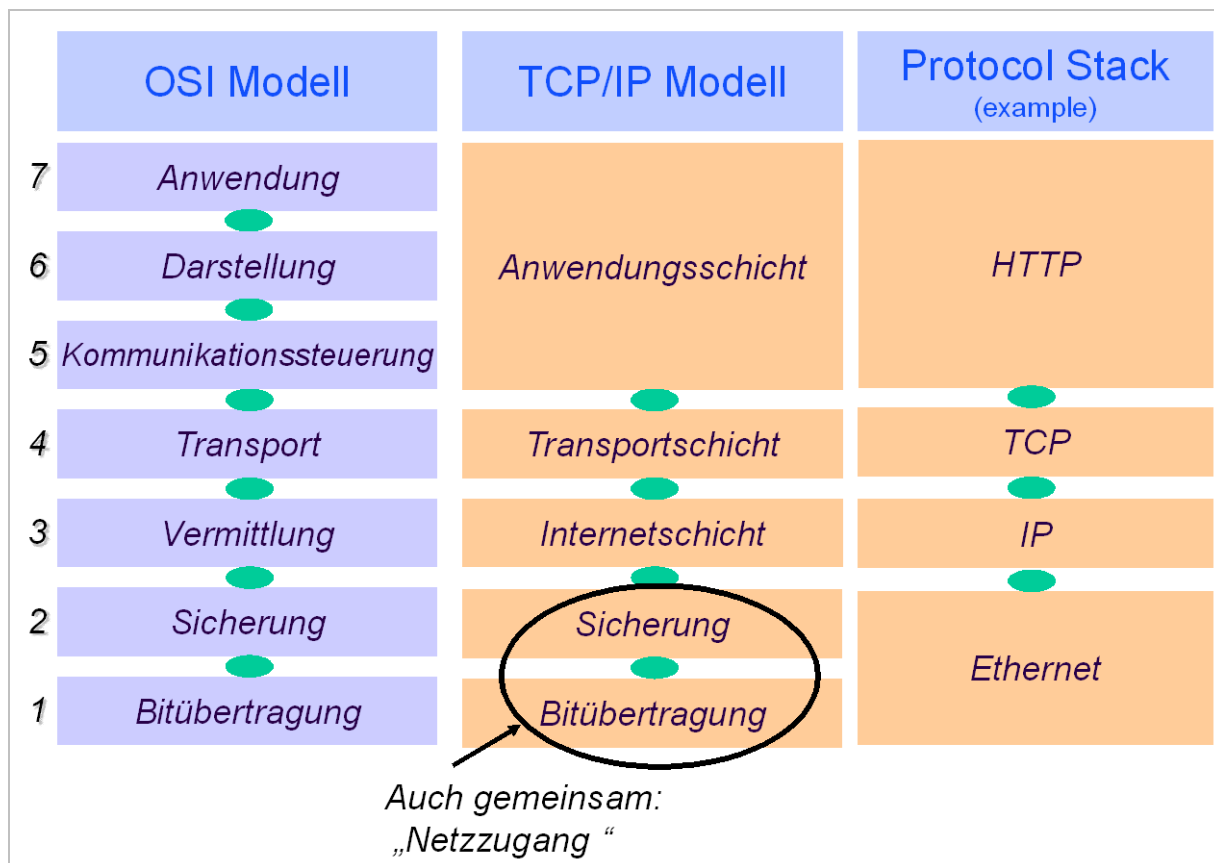 OSI Modell
TCP/IP Modell
Protocol Stack
(example)
7
Anwendung
6
Darstellung
Anwendungsschicht
HTTP
5
Kommunikationssteuerung
4
Transport
Transportschicht
TCP
3
Vermittlung
Internetschicht
IP
2
Sicherung
Sicherung
Ethernet
1
Bitübertragung
Bitübertragung
Auch gemeinsam:
„Netzzugang “